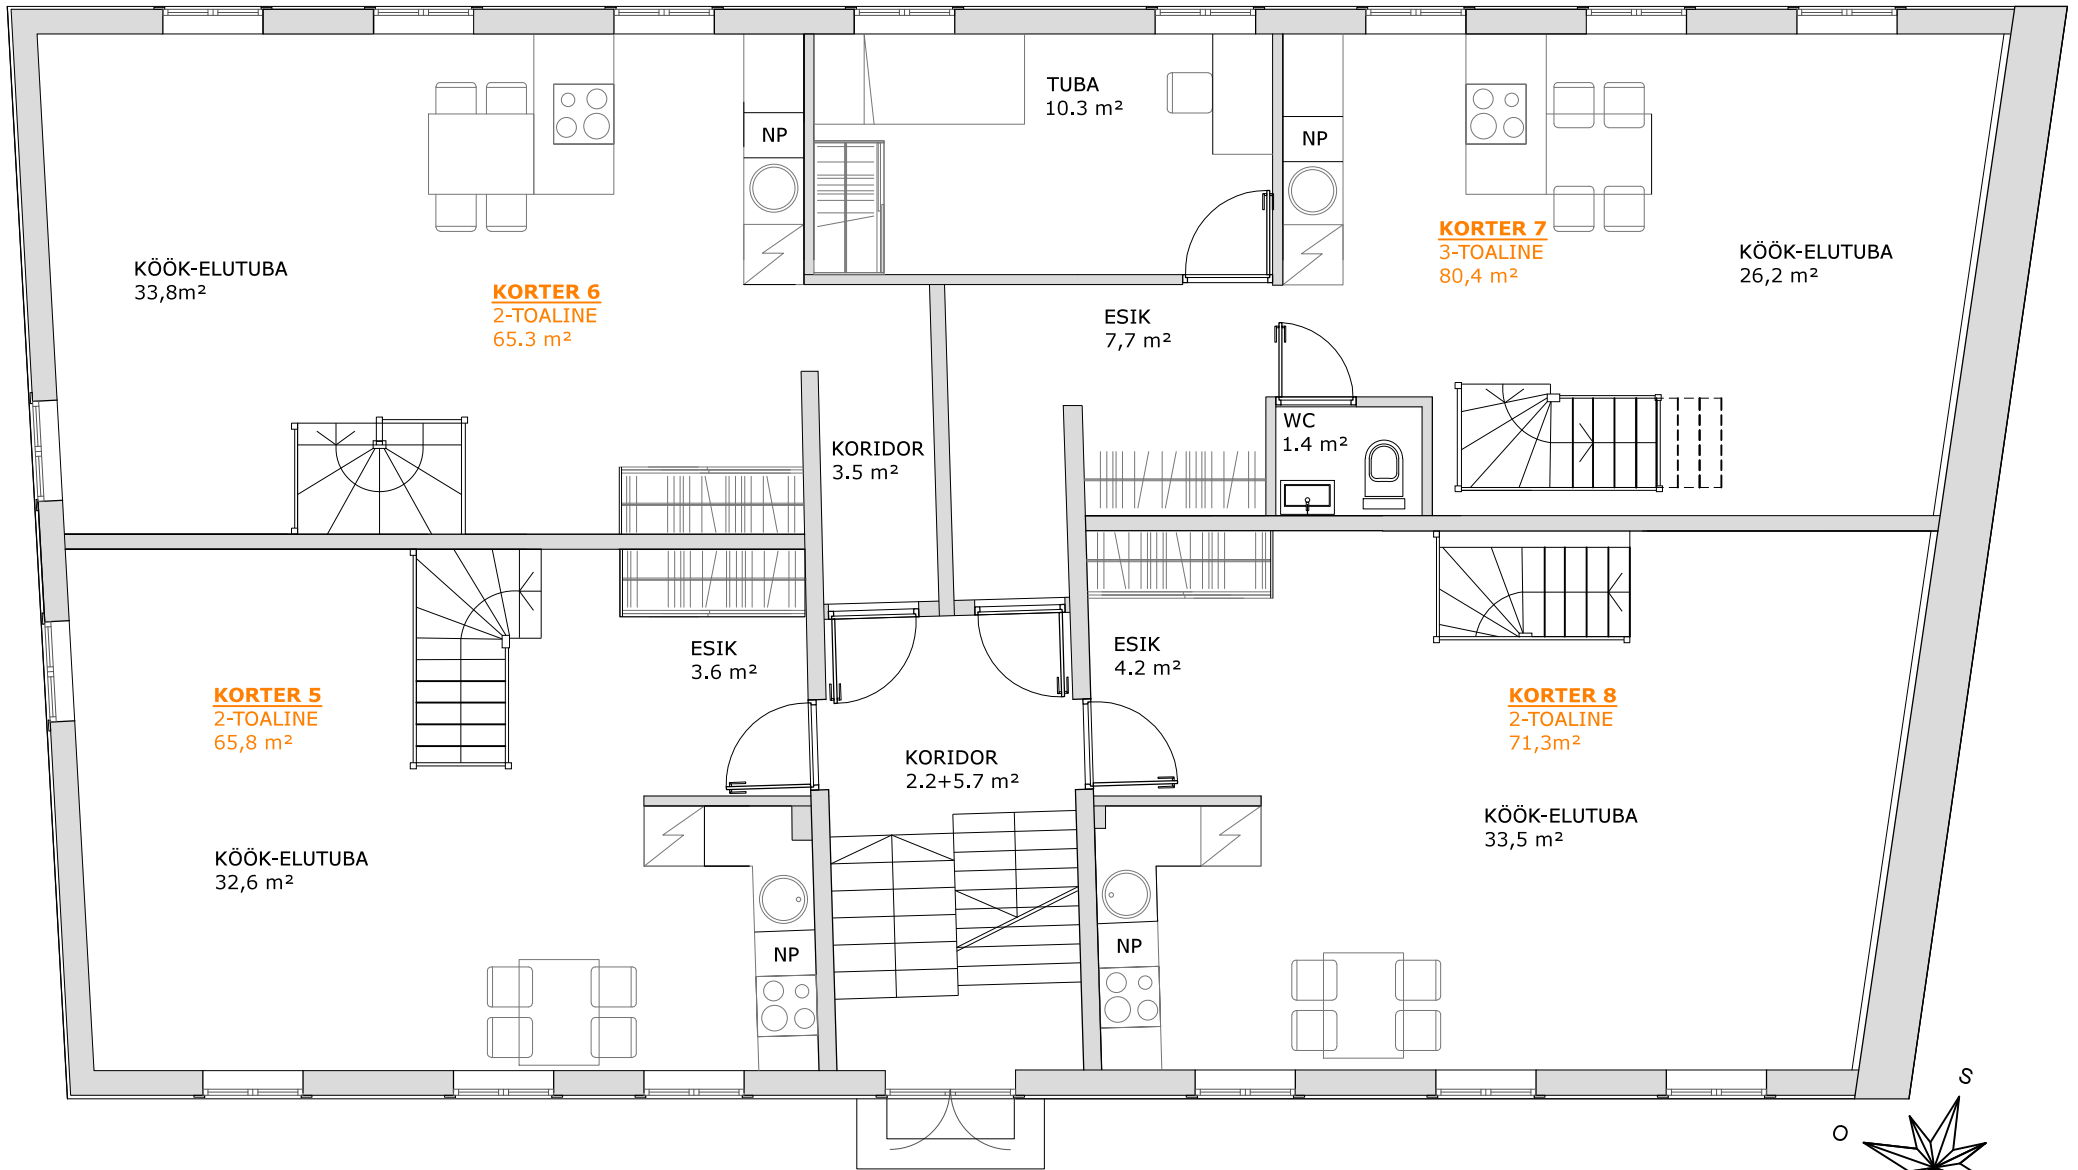 TUBA
10.3 m²
NP
NP
KÖÖK-ELUTUBA
33,8m²
KORTER 6
2-TOALINE
65.3 m²
KORTER 7
3-TOALINE
80,4 m²
KÖÖK-ELUTUBA
26,2 m²
ESIK
7,7 m²
KORIDOR
3.5 m²
WC
1.4 m²
ESIK
3.6 m²
ESIK
4.2 m²
KORTER 5
2-TOALINE
65,8 m²
KORTER 8
2-TOALINE
71,3m²
KORIDOR
2.2+5.7 m²
KÖÖK-ELUTUBA
32,6 m²
KÖÖK-ELUTUBA
33,5 m²
NP
NP
S
O